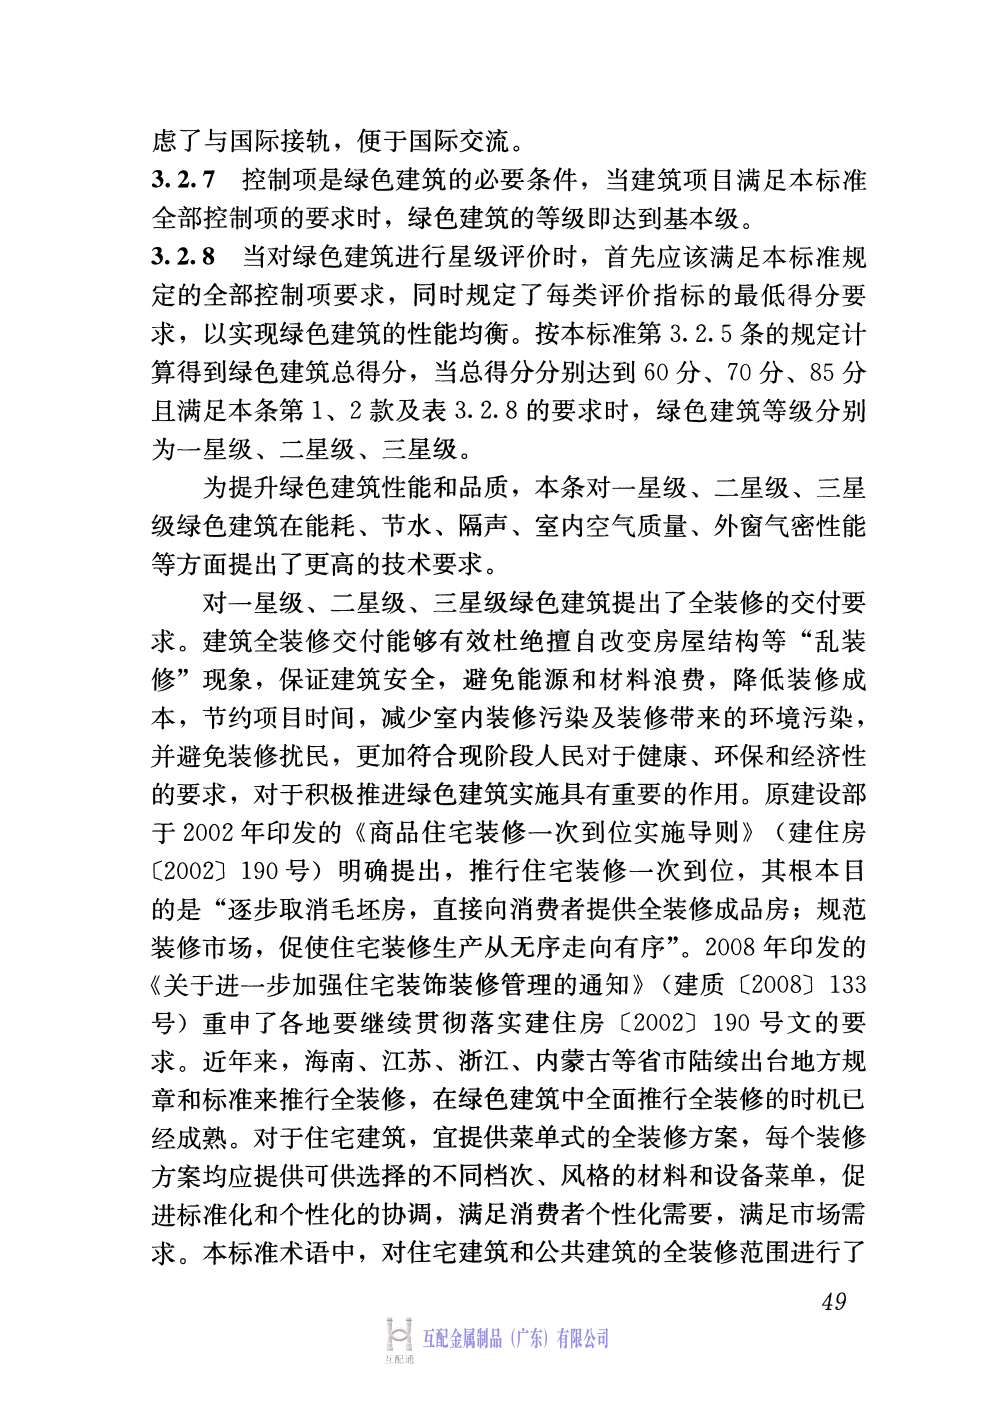 虑了与国际接轨，便于国际交流。
3.2.7 控制项是绿色建筑的必要条件，当建筑项目满足本标准
全部控制项的要求时，绿色建筑的等级即达到基本级。
3.2.8 当对绿色建筑进行星级评价时，首先应该满足本标准规
定的全部控制项要求，同时规定了每类评价指标的最低得分要
求，以实现绿色建筑的性能均衡。按本标准第 3.2.5 条的规定计
算得到绿色建筑总得分，当总得分分别达到 60 分、70 分、85 分
且满足本条第 1、2 款及表 3.2.8 的要求时，绿色建筑等级分别
为一星级、二星级、三星级。
为提升绿色建筑性能和品质，本条对一星级、二星级、三星
级绿色建筑在能耗、节水、隔声、室内空气质量、外窗气密性能
等方面提出了更高的技术要求。
对一星级、二星级、三星级绿色建筑提出了全装修的交付要
求。建筑全装修交付能够有效杜绝擅自改变房屋结构等“乱装
修”现象，保证建筑安全，避免能源和材料浪费，降低装修成
本，节约项目时间，减少室内装修污染及装修带来的环境污染，
并避免装修扰民，更加符合现阶段人民对于健康、环保和经济性
的要求，对于积极推进绿色建筑实施具有重要的作用。原建设部
于 2002 年印发的《商品住宅装修一次到位实施导则》（建住房
〔2002〕190 号）明确提出，推行住宅装修一次到位，其根本目
的是“逐步取消毛坯房，直接向消费者提供全装修成品房；规范
装修市场，促使住宅装修生产从无序走向有序”。2008 年印发的
《关于进一步加强住宅装饰装修管理的通知》（建质〔2008〕133
号）重申了各地要继续贯彻落实建住房〔2002〕190 号文的要
求。近年来，海南、江苏、浙江、内蒙古等省市陆续出台地方规
章和标准来推行全装修，在绿色建筑中全面推行全装修的时机已
经成熟。对于住宅建筑，宜提供菜单式的全装修方案，每个装修
方案均应提供可供选择的不同档次、风格的材料和设备菜单，促
进标准化和个性化的协调，满足消费者个性化需要，满足市场需
求。本标准术语中，对住宅建筑和公共建筑的全装修范围进行了
49
互配通
互配金属制品（广东）有限公司